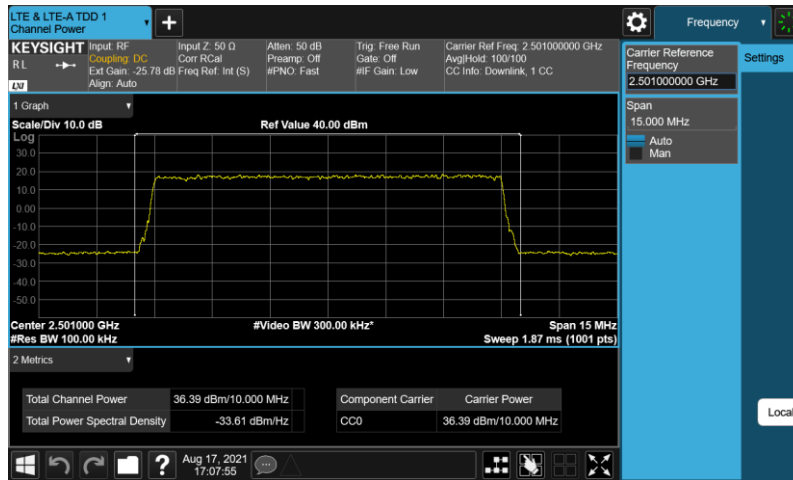 LTE & LTE-A TDD 1
Channel Power
Frequency
KEYSIGHT
RL
LXI
Input: RF
Coupling: DC
Ext Gain: -25.78 dB
Align: Auto
Input Z: 50 Ω
Corr RCal
Freq Ref: Int (S)
Atten: 50 dB
Preamp: Off
#PNO: Fast
Trig: Free Run
Gate: Off
#IF Gain: Low
Carrier Ref Freq: 2.501000000 GHz
Avg|Hold: 100/100
CC Info: Downlink, 1 CC
Carrier Reference
Frequency
2.501000000 GHz
Settings
Span
15.000 MHz
Auto
Man
1 Graph
Scale/Div 10.0 dB
Ref Value 40.00 dBm
Log
30.0
20.0
10.0
0.00
-10.0
-20.0
-30.0
-40.0
-50.0
Center 2.501000 GHz
#Video BW 300.00 kHz*
Span 15 MHz
#Res BW 100.00 kHz
Sweep 1.87 ms (1001 pts)
2 Metrics
Total Channel Power 36.39 dBm/10.000 MHz
Total Power Spectral Density -33.61 dBm/Hz
Component Carrier Carrier Power
CC0 36.39 dBm/10.000 MHz
Local
?
Aug 17, 2021
17:07:55